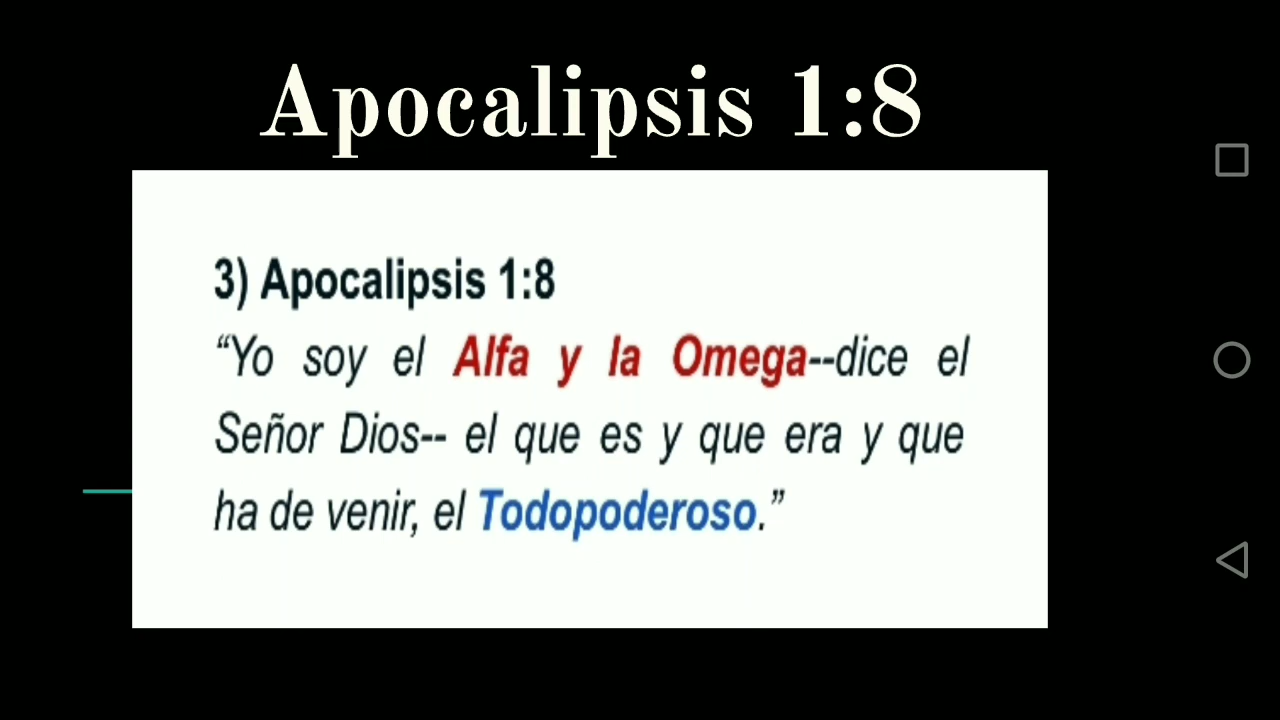 Apocalipsis 1:8
3) Apocalipsis 1:8
“Yo soy el Alfa y la Omega--dice el
Señor Dios-- el que es y que era y que
ha de venir, el Todopoderoso.”